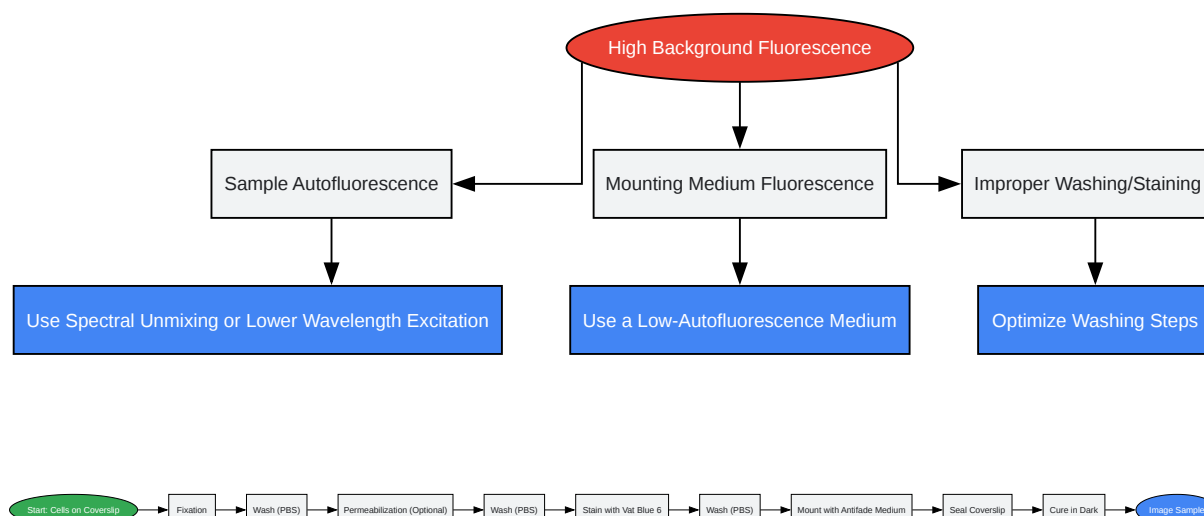 High Background Fluorescence
Sample Autofluorescence
Mounting Medium Fluorescence
Improper Washing/Staining
Use Spectral Unmixing or Lower Wavelength Excitation
Use a Low-Autofluorescence Medium
Optimize Washing Steps
Start: Cells on Coverslip
Fixation
Wash (PBS)
Permeabilization (Optional)
Wash (PBS)
Stain with Vat Blue 6
Wash (PBS)
Mount with Antifade Medium
Seal Coverslip
Cure in Dark
Image Sample